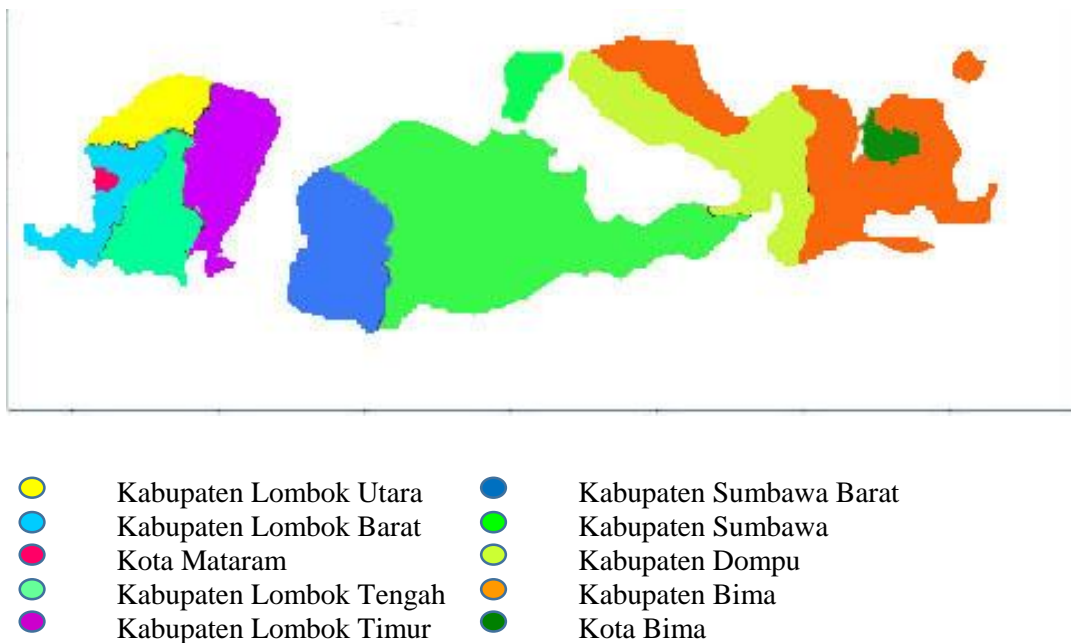 Kabupaten Lombok Utara
Kabupaten Lombok Barat
Kota Mataram
Kabupaten Lombok Tengah
Kabupaten Lombok Timur
Kabupaten Sumbawa Barat
Kabupaten Sumbawa
Kabupaten Dompu
Kabupaten Bima
Kota Bima